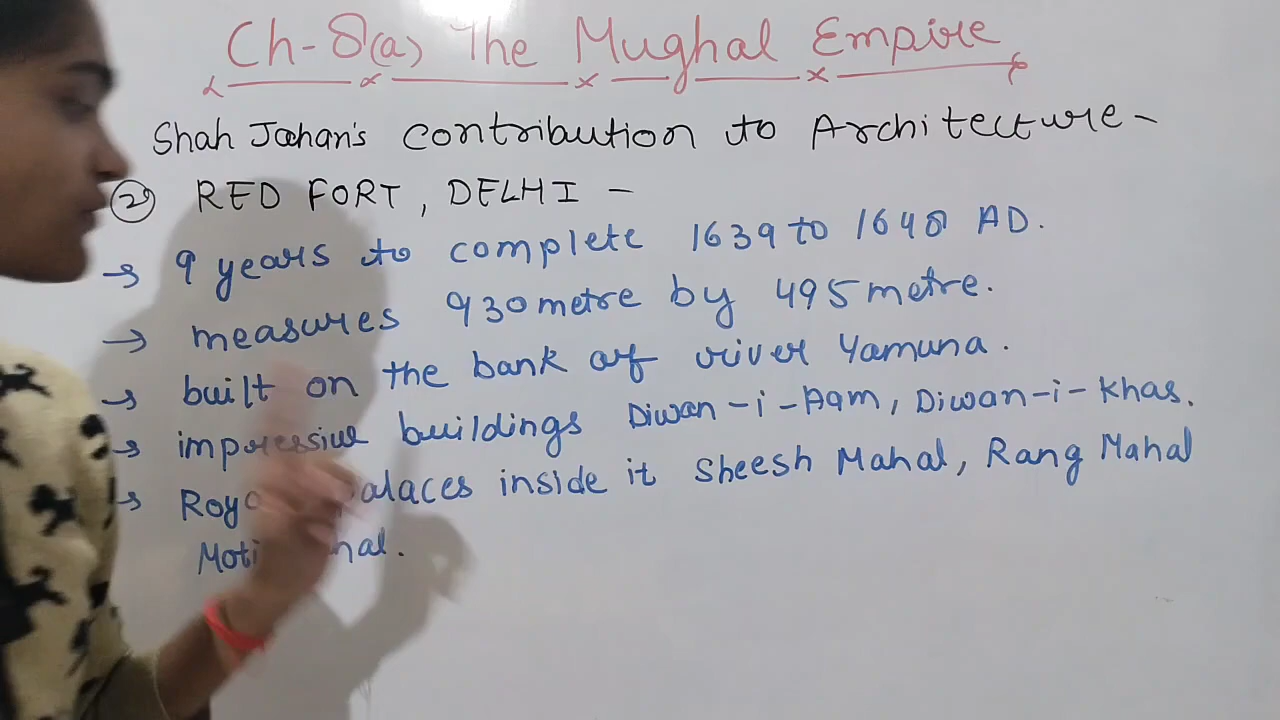 Ch-8(a) The Mughal Empire
Shah Jahan's Contribution to Architecture-
② RED FORT, DELHI -
→ 9 years to complete 1639 to 1648 AD.
→ measures 930 metre by 495 metre.
→ built on the bank of river Yamuna.
→ impressive buildings Diwan-i-Aam, Diwan-i-Khas.
→ palaces inside it Sheesh Mahal, Rang Mahal